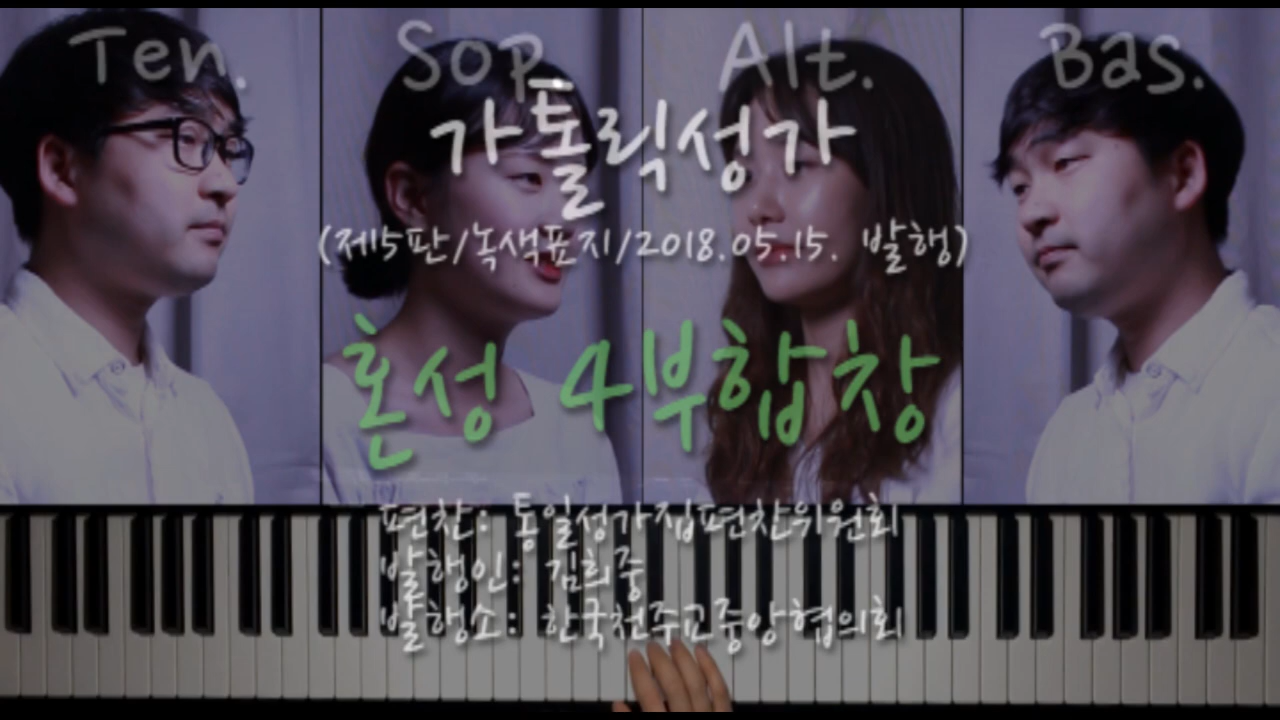 Ten. Sop. Alt. Bas.
가톨릭성가
(제5판/녹색표지/2018.05.15. 발행)
혼성 4부합창
편찬: 통일성가집편찬위원회
발행인: 김희중
발행소: 한국천주교중앙협의회